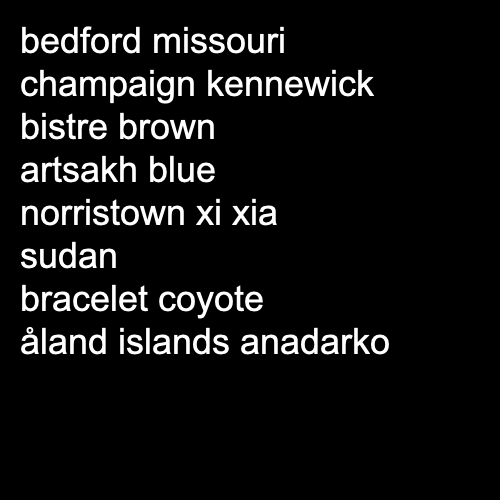 bedford missouri
champaign kennewick
bistre brown
artsakh blue
norristown xi xia
sudan
bracelet coyote
åland islands anadarko